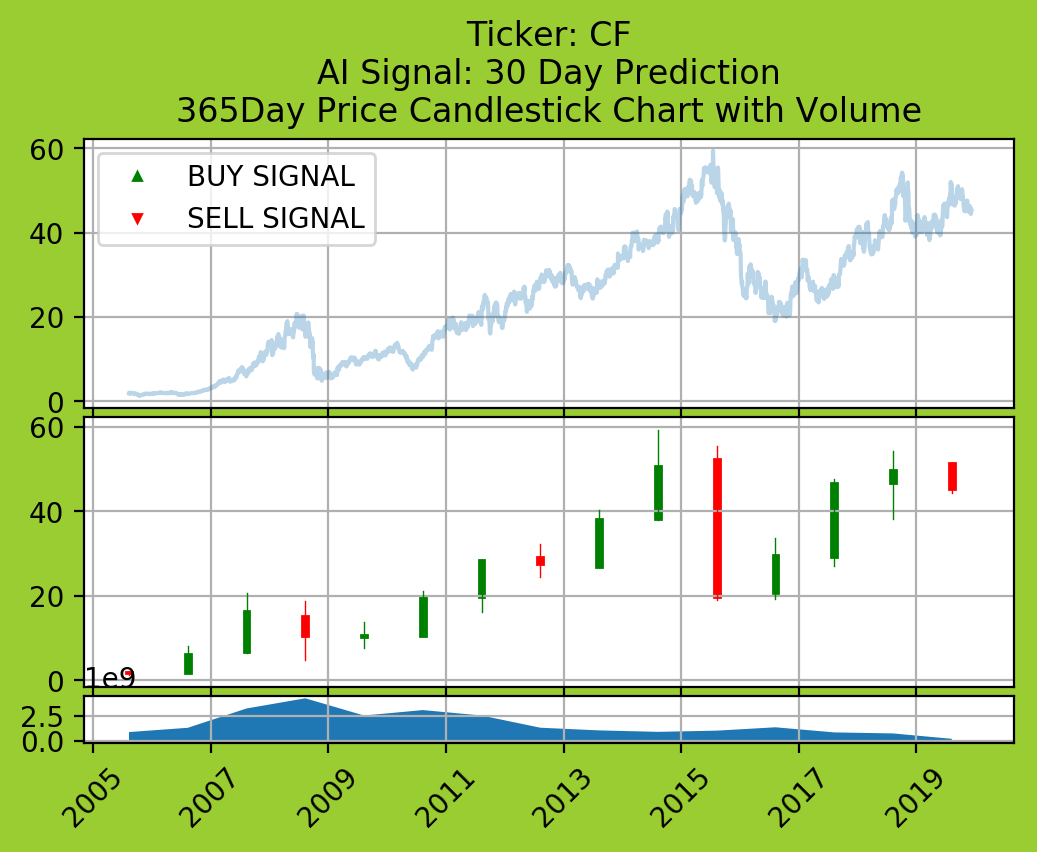 Ticker: CF
AI Signal: 30 Day Prediction
365Day Price Candlestick Chart with Volume
60
40
20
0
BUY SIGNAL
SELL SIGNAL
60
40
20
0
1e9
2.5
0.0
2005 2007 2009 2011 2013 2015 2017 2019